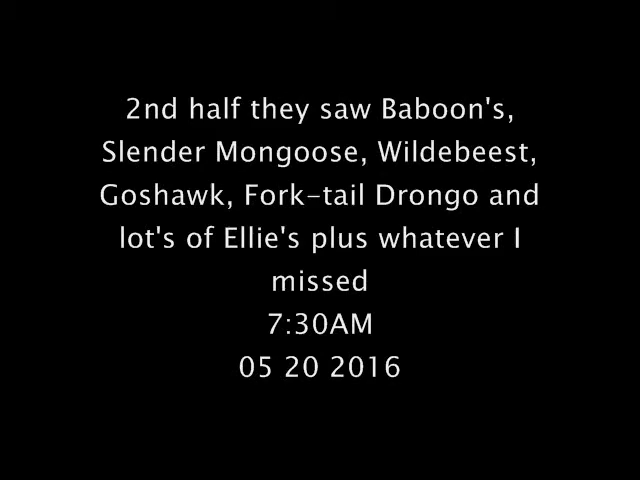 2nd half they saw Baboon's,
Slender Mongoose, Wildebeest,
Goshawk, Fork-tail Drongo and
lot's of Ellie's plus whatever I
missed
7:30AM
05 20 2016